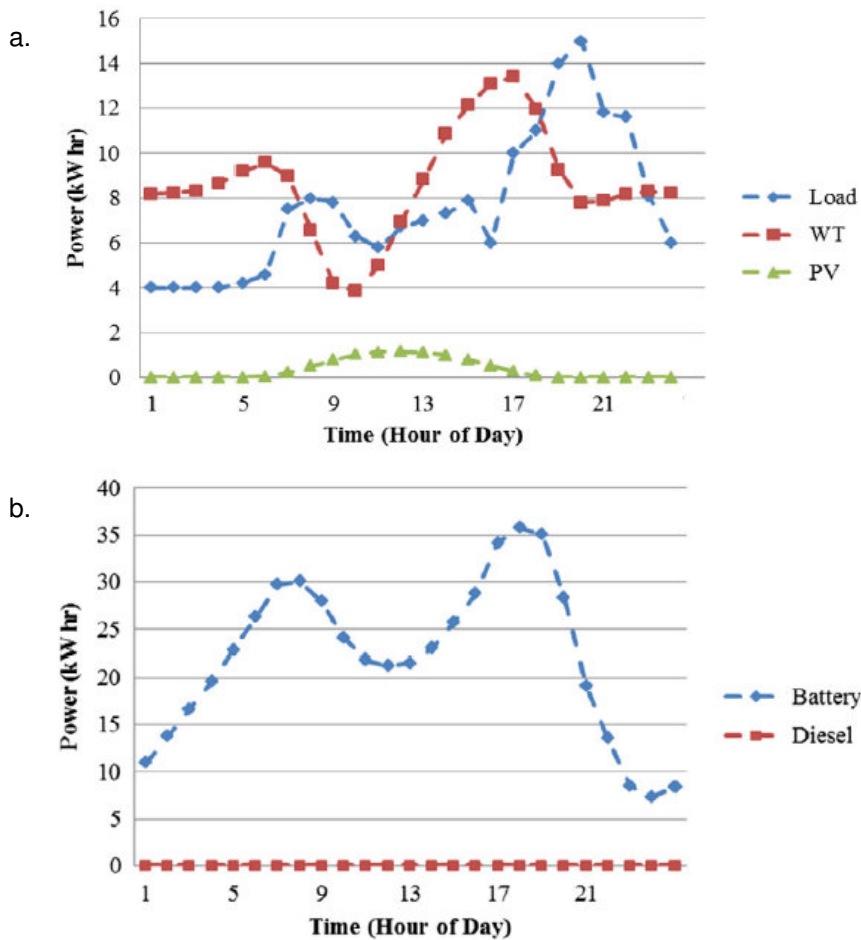 a.
16
14
12
10
8
6
4
2
0
Power (kW hr)
1 5 9 13 17 21
Time (Hour of Day)
Load
WT
PV
b.
40
35
30
25
20
15
10
5
0
Power (kW hr)
1 5 9 13 17 21
Time (Hour of Day)
Battery
Diesel